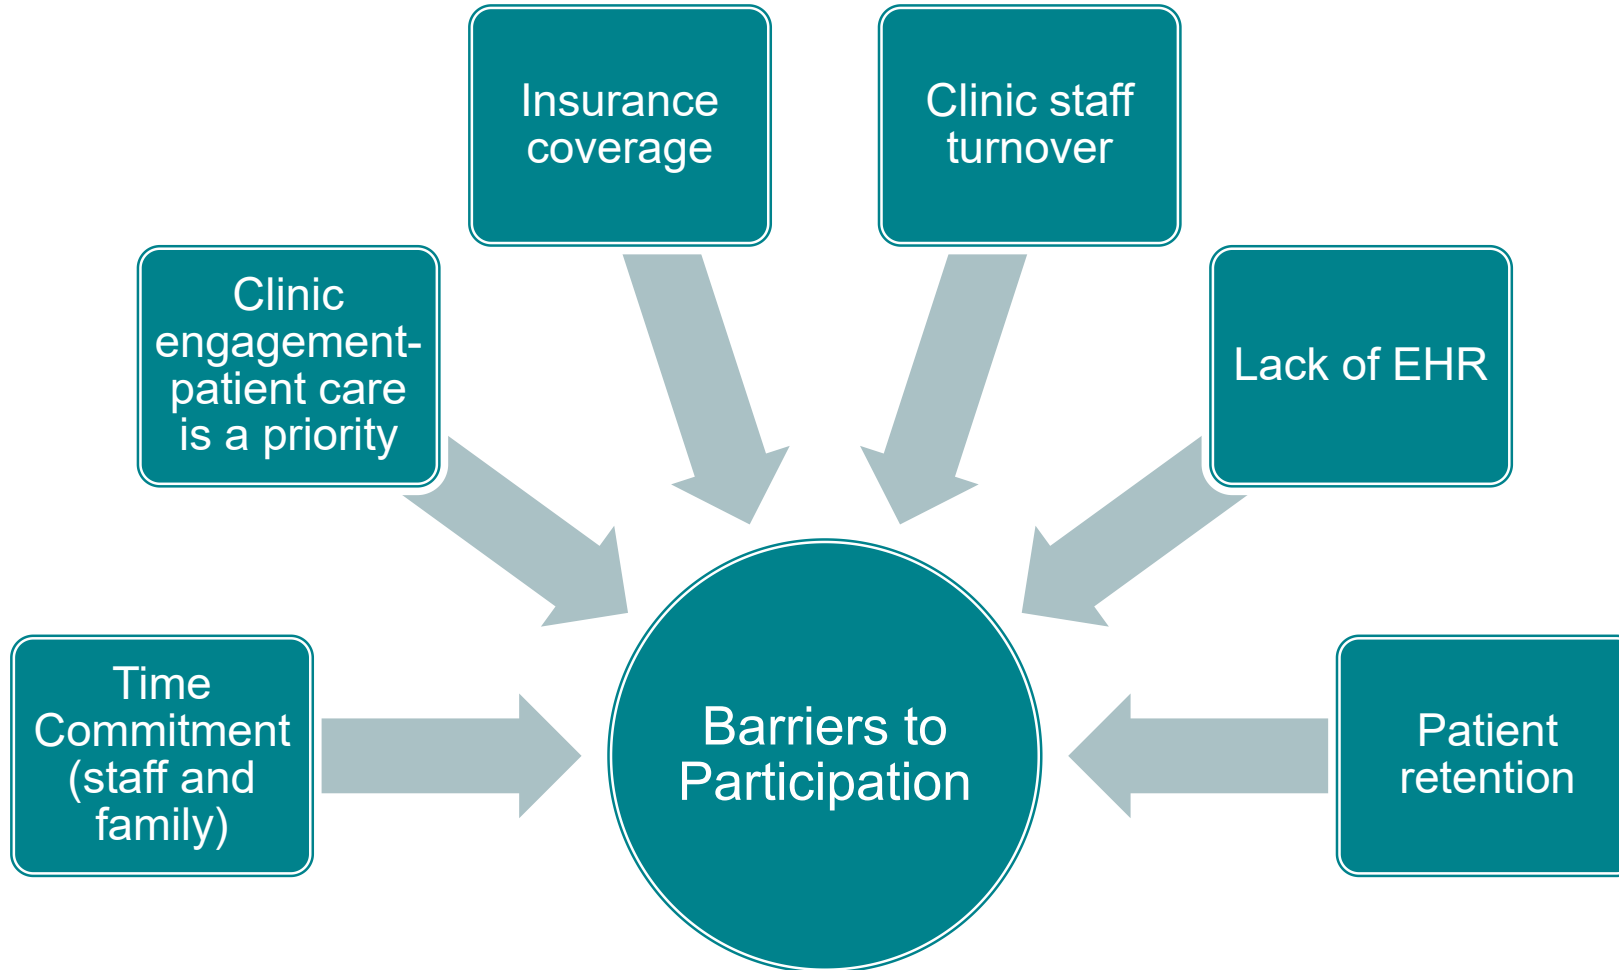 Insurance
coverage
Clinic staff
turnover
Clinic
engagement-
patient care
is a priority
Lack of EHR
Time
Commitment
(staff and
family)
Barriers to
Participation
Patient
retention